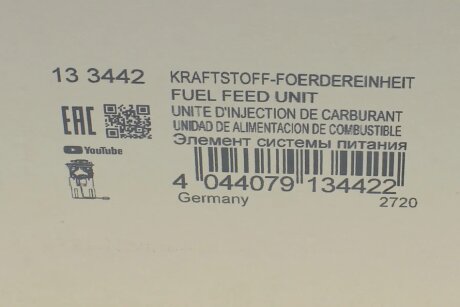 13 3442
KRAFTSTOFF-FOERDEREINHEIT
FUEL FEED UNIT
UNITE D'INJECTION DE CARBURANT
UNIDAD DE ALIMENTACION DE COMBUSTIBLE
Элемент системы питания
EAC
YouTube
4 044079 134422
Germany
2720